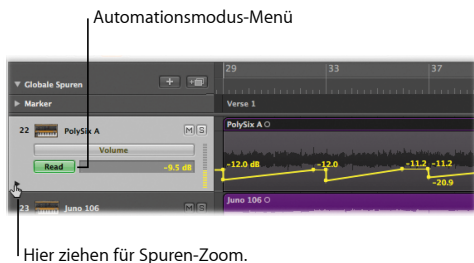 Automationsmodus-Menü
29 33 37
Globale Spuren
Marker Verse 1
22 PolySix A M S PolySix A
Volume
Read -9.5 dB -12.0 dB -12.0 -11.2 -11.2
-20.9
23 Juno 106 M S Juno 106
Hier ziehen für Spuren-Zoom.